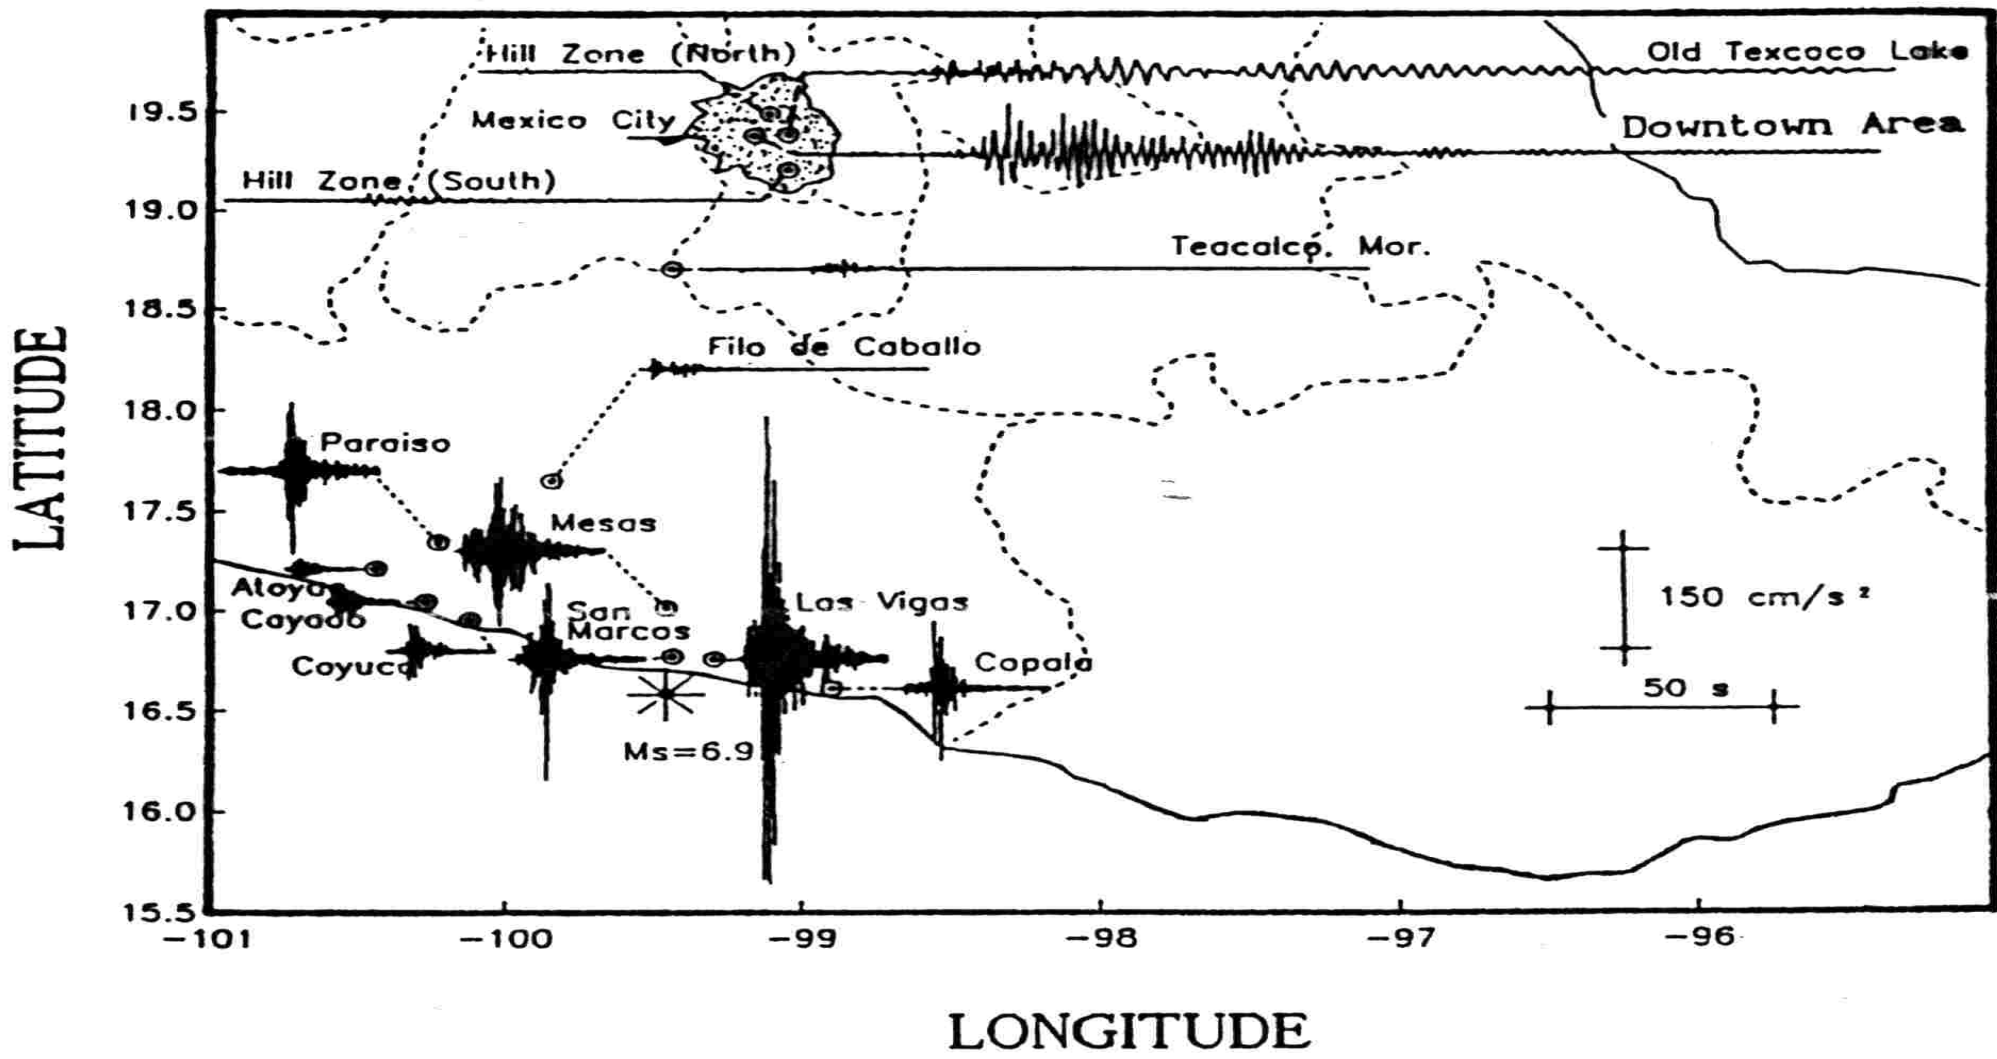 Hill Zone (North)
Old Texcoco Lake
19.5
Mexico City
Downtown Area
Hill Zone (South)
19.0
Teacalco, Mor.
18.5
Filo de Caballo
18.0
Paraiso
17.5
Mesas
Atoyac
17.0
San
Marcos
Las Vigas
150 cm/s²
Cayaco
Coyuca
Copala
50 s
16.5
Ms=6.9
16.0
15.5
-101
-100
-99
-98
-97
-96
LATITUDE
LONGITUDE